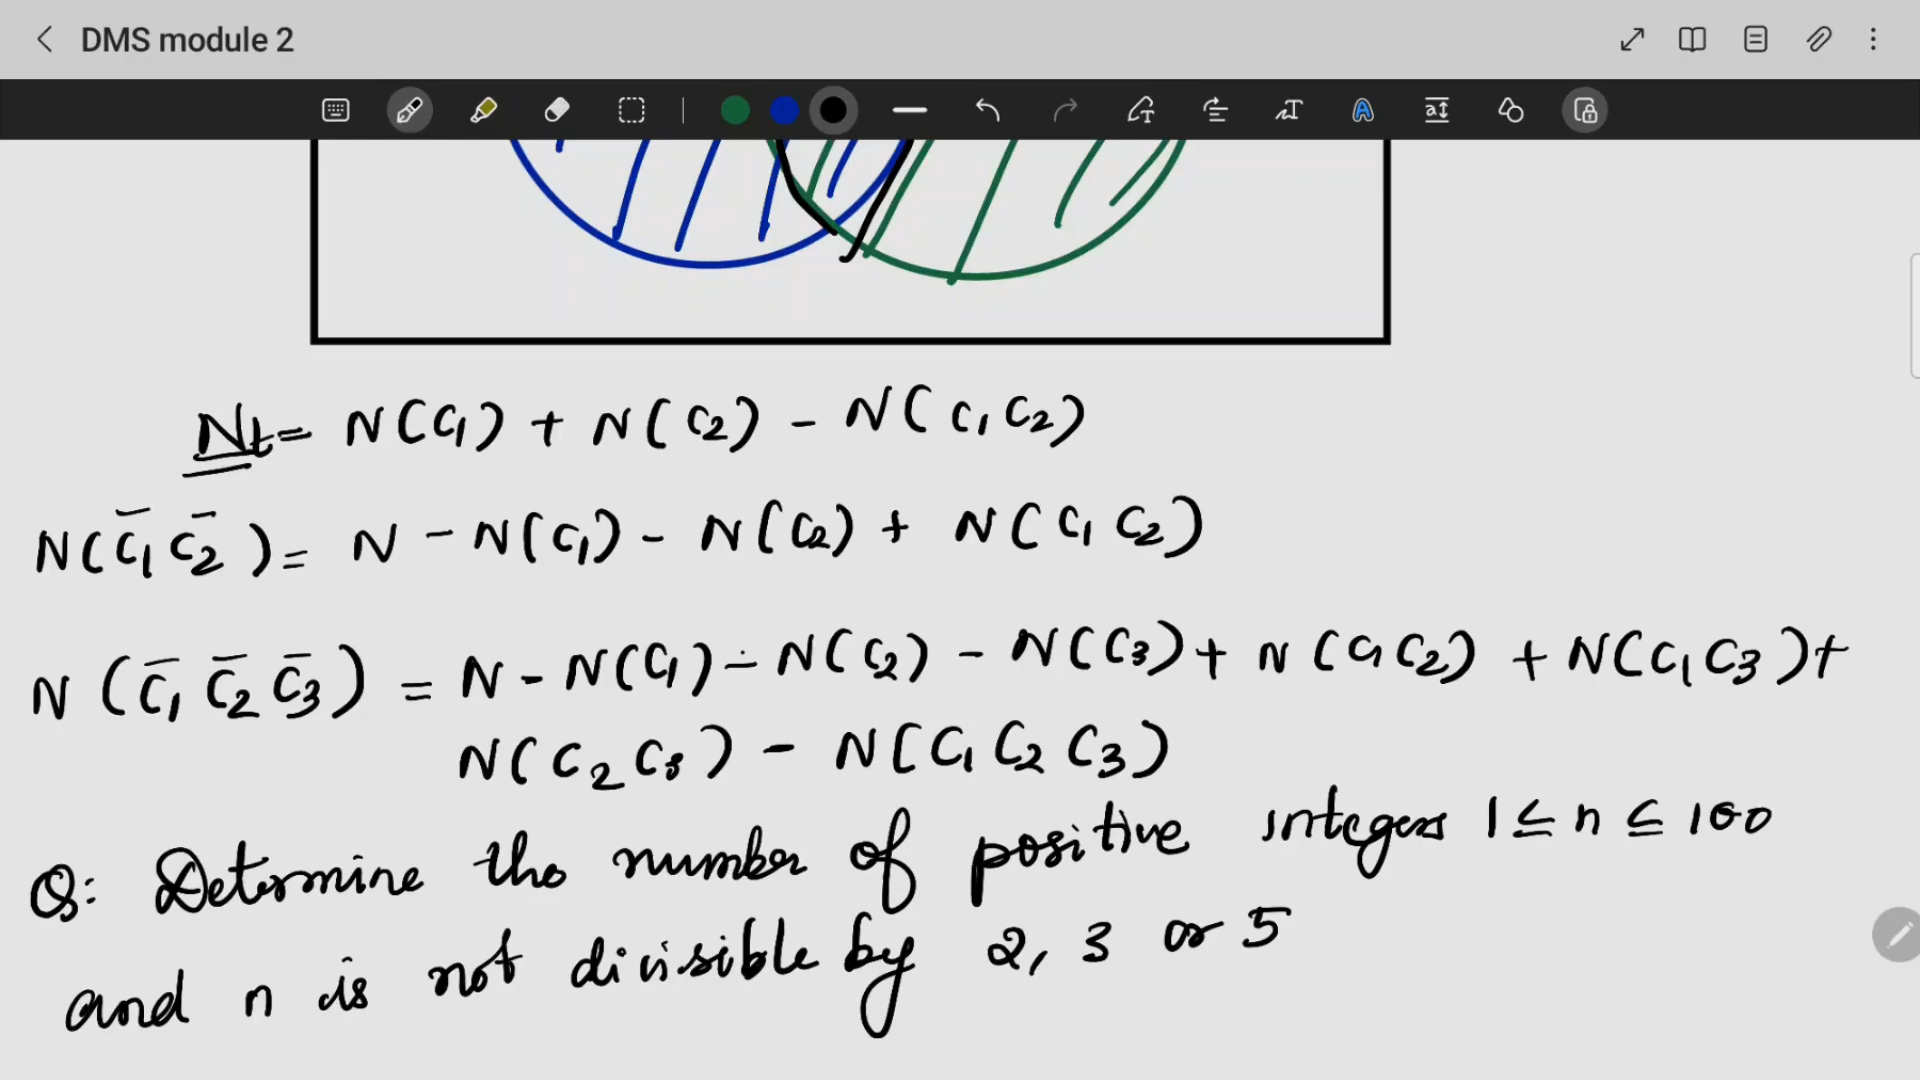 DMS module 2
Nt = N(C₁) + N(C₂) - N(C₁C₂)
N(C̅₁C̅₂) = N - N(C₁) - N(C₂) + N(C₁C₂)
N(C̅₁C̅₂C̅₃) = N - N(C₁) - N(C₂) - N(C₃) + N(C₁C₂) + N(C₁C₃) +
N(C₂C₃) - N[C₁C₂C₃)
Q: Determine the number of positive integers 1 ≤ n ≤ 100
and n is not divisible by 2, 3 or 5